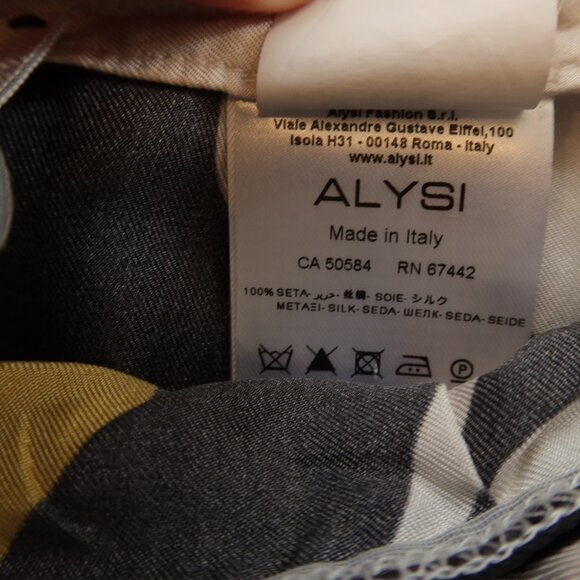 Alysi Fashion S.r.l.
Viale Alexandre Gustave Eiffel,100
Isola H31 - 00148 Roma - Italy
www.alysi.it
ALYSI
Made in Italy
CA 50584 RN 67442
100% SETA- حرير - 丝绸- SOIE- シルク
ΜΕΤΑΞΙ- SILK- SEDA- ШЕЛК- SEDA- SEIDE
P